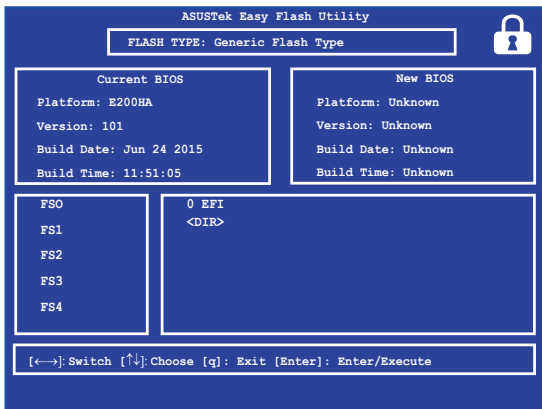 ASUSTek Easy Flash Utility
FLASH TYPE: Generic Flash Type
Current BIOS
Platform: E200HA
Version: 101
Build Date: Jun 24 2015
Build Time: 11:51:05
New BIOS
Platform: Unknown
Version: Unknown
Build Date: Unknown
Build Time: Unknown
FSO
FS1
FS2
FS3
FS4
0 EFI
<DIR>
[←→]: Switch [↑↓]: Choose [q]: Exit [Enter]: Enter/Execute